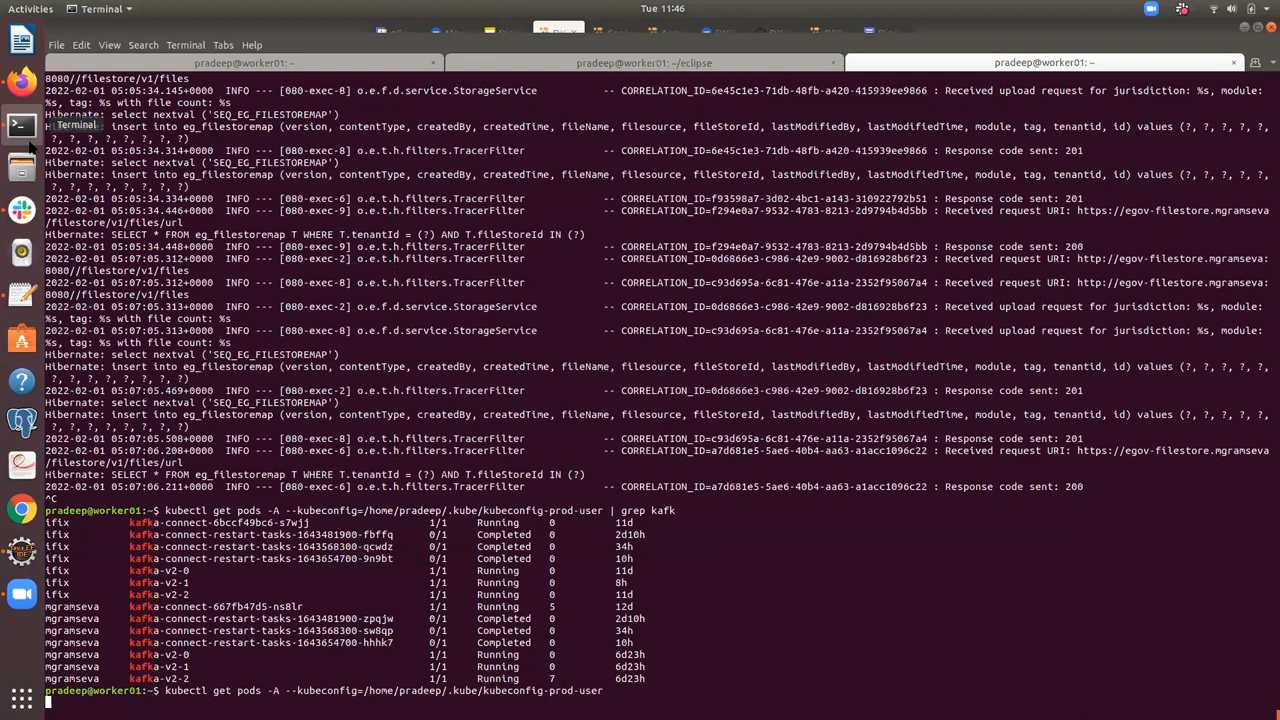 Activities Terminal Tue 11:46
File Edit View Search Terminal Tabs Help
pradeep@worker01: ~ × pradeep@worker01: ~/eclipse × pradeep@worker01: ~ ×
8080//filestore/v1/files
2022-02-01 05:05:34.145+0000  INFO --- [080-exec-8] o.e.f.d.service.StorageService -- CORRELATION_ID=6e45c1e3-71db-48fb-a420-415939ee9866 : Received upload request for jurisdiction: %s, module:
%s, tag: %s with file count: %s
Hibernate: select nextval ('SEQ_EG_FILESTOREMAP')
Terminal
insert into eg_filestoremap (version, contentType, createdBy, createdTime, fileName, filesource, fileStoreId, lastModifiedBy, lastModifiedTime, module, tag, tenantid, id) values (?, ?, ?, ?, ?,
?, ?, ?, ?, ?, ?, ?)
2022-02-01 05:05:34.314+0000  INFO --- [080-exec-8] o.e.t.h.filters.TracerFilter -- CORRELATION_ID=6e45c1e3-71db-48fb-a420-415939ee9866 : Response code sent: 201
Hibernate: select nextval ('SEQ_EG_FILESTOREMAP')
Hibernate: insert into eg_filestoremap (version, contentType, createdBy, createdTime, fileName, filesource, fileStoreId, lastModifiedBy, lastModifiedTime, module, tag, tenantid, id) values (?, ?, ?, ?, ?,
?, ?, ?, ?, ?, ?, ?)
2022-02-01 05:05:34.334+0000  INFO --- [080-exec-2] o.e.t.h.filters.TracerFilter -- CORRELATION_ID=f93598a7-3d02-4bc1-a143-310922792b51 : Response code sent: 201
2022-02-01 05:05:34.446+0000  INFO --- [080-exec-9] o.e.t.h.filters.TracerFilter -- CORRELATION_ID=f294e0a7-9532-4783-8213-2d9654d45dbb : Received request URI: https://egov-filestore.mgramseva
/filestore/v1/files/url
Hibernate: SELECT * FROM eg_filestoremap T WHERE T.tenantId = (?) AND T.fileStoreId IN (?)
2022-02-01 05:05:34.448+0000  INFO --- [080-exec-9] o.e.t.h.filters.TracerFilter -- CORRELATION_ID=f294e0a7-9532-4783-8213-2d9654d45dbb : Response code sent: 200
2022-02-01 05:07:05.312+0000  INFO --- [080-exec-2] o.e.t.h.filters.TracerFilter -- CORRELATION_ID=0d6866e3-c986-42e9-9002-d816928b6f23 : Received request URI: http://egov-filestore.mgramseva:
8080//filestore/v1/files
2022-02-01 05:07:05.312+0000  INFO --- [080-exec-8] o.e.t.h.filters.TracerFilter -- CORRELATION_ID=c93d695a-6c81-476e-a11a-2352f15067a4 : Received request URI: http://egov-filestore.mgramseva:
8080//filestore/v1/files
2022-02-01 05:07:05.313+0000  INFO --- [080-exec-2] o.e.f.d.service.StorageService -- CORRELATION_ID=0d6866e3-c986-42e9-9002-d816928b6f23 : Received upload request for jurisdiction: %s, module:
%s, tag: %s with file count: %s
2022-02-01 05:07:05.313+0000  INFO --- [080-exec-8] o.e.f.d.service.StorageService -- CORRELATION_ID=c93d695a-6c81-476e-a11a-2352f15067a4 : Received upload request for jurisdiction: %s, module:
%s, tag: %s with file count: %s
Hibernate: select nextval ('SEQ_EG_FILESTOREMAP')
Hibernate: insert into eg_filestoremap (version, contentType, createdBy, createdTime, fileName, filesource, fileStoreId, lastModifiedBy, lastModifiedTime, module, tag, tenantid, id) values (?, ?, ?, ?, ?,
?, ?, ?, ?, ?, ?, ?, ?)
2022-02-01 05:07:05.469+0000  INFO --- [080-exec-2] o.e.t.h.filters.TracerFilter -- CORRELATION_ID=0d6866e3-c986-42e9-9002-d816928b6f23 : Response code sent: 201
Hibernate: select nextval ('SEQ_EG_FILESTOREMAP')
Hibernate: insert into eg_filestoremap (version, contentType, createdBy, createdTime, fileName, filesource, fileStoreId, lastModifiedBy, lastModifiedTime, module, tag, tenantid, id) values (?, ?, ?, ?, ?,
?, ?, ?, ?, ?, ?, ?, ?)
2022-02-01 05:07:05.508+0000  INFO --- [080-exec-8] o.e.t.h.filters.TracerFilter -- CORRELATION_ID=c93d695a-6c81-476e-a11a-2352f15067a4 : Response code sent: 201
2022-02-01 05:07:06.208+0000  INFO --- [080-exec-6] o.e.t.h.filters.TracerFilter -- CORRELATION_ID=a7d681e5-5ae6-40b4-aa63-a1acc1096c22 : Received request URI: https://egov-filestore.mgramseva
/filestore/v1/files/url
Hibernate: SELECT * FROM eg_filestoremap T WHERE T.tenantId = (?) AND T.fileStoreId IN (?)
2022-02-01 05:07:06.211+0000  INFO --- [080-exec-6] o.e.t.h.filters.TracerFilter -- CORRELATION_ID=a7d681e5-5ae6-40b4-aa63-a1acc1096c22 : Response code sent: 200
^C
pradeep@worker01:~$ kubectl get pods -A --kubeconfig=/home/pradeep/.kube/kubeconfig-prod-user | grep kafk
ifix kafka-connect-6bccf49bc6-s7wjj 1/1 Running 0 11d
ifix kafka-connect-restart-tasks-1643481900-fbffq 0/1 Completed 0 2d10h
ifix kafka-connect-restart-tasks-1643568300-qcwdz 0/1 Completed 0 34h
ifix kafka-connect-restart-tasks-1643654700-9n9bt 0/1 Completed 0 10h
ifix kafka-v2-0 1/1 Running 0 11d
ifix kafka-v2-1 1/1 Running 0 8h
ifix kafka-v2-2 1/1 Running 0 11d
mgramseva kafka-connect-667fb47d5-ns8lr 1/1 Running 5 12d
mgramseva kafka-connect-restart-tasks-1643481900-zpqjw 0/1 Completed 0 2d10h
mgramseva kafka-connect-restart-tasks-1643568300-sw8qp 0/1 Completed 0 34h
mgramseva kafka-connect-restart-tasks-1643654700-hhhk7 0/1 Completed 0 10h
mgramseva kafka-v2-0 1/1 Running 0 6d23h
mgramseva kafka-v2-1 1/1 Running 0 6d23h
mgramseva kafka-v2-2 1/1 Running 7 6d23h
pradeep@worker01:~$ kubectl get pods -A --kubeconfig=/home/pradeep/.kube/kubeconfig-prod-user